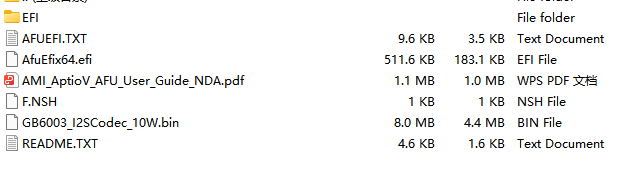 EFI File folder
AFUEFI.TXT 9.6 KB 3.5 KB Text Document
AfuEfix64.efi 511.6 KB 183.1 KB EFI File
AMI_AptioV_AFU_User_Guide_NDA.pdf 1.1 MB 1.0 MB WPS PDF 文档
F.NSH 1 KB 1 KB NSH File
GB6003_I2SCodec_10W.bin 8.0 MB 4.4 MB BIN File
README.TXT 4.6 KB 1.6 KB Text Document